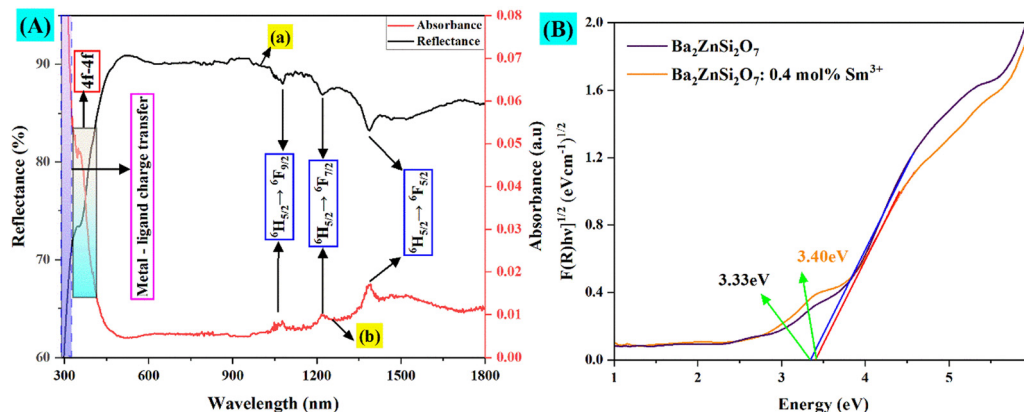 (A)
Absorbance
Reflectance
(a)
4f-4f
Metal - ligand charge transfer
⁶H₅/₂→ ⁶F₉/₂
⁶H₅/₂→ ⁶F₇/₂
⁶H₅/₂→ ⁶F₅/₂
(b)
Reflectance (%)
90
80
70
60
300
600
900
1200
1500
1800
Wavelength (nm)
0.08
0.07
0.06
0.05
0.04
0.03
0.02
0.01
0.00
Absorbance (a.u)
(B)
Ba₂ZnSi₂O₇
Ba₂ZnSi₂O₇: 0.4 mol% Sm³⁺
3.33eV
3.40eV
F(R)hν]¹/² (eVcm⁻¹)¹/²
2.0
1.6
1.2
0.8
0.4
0.0
1
2
3
4
5
Energy (eV)